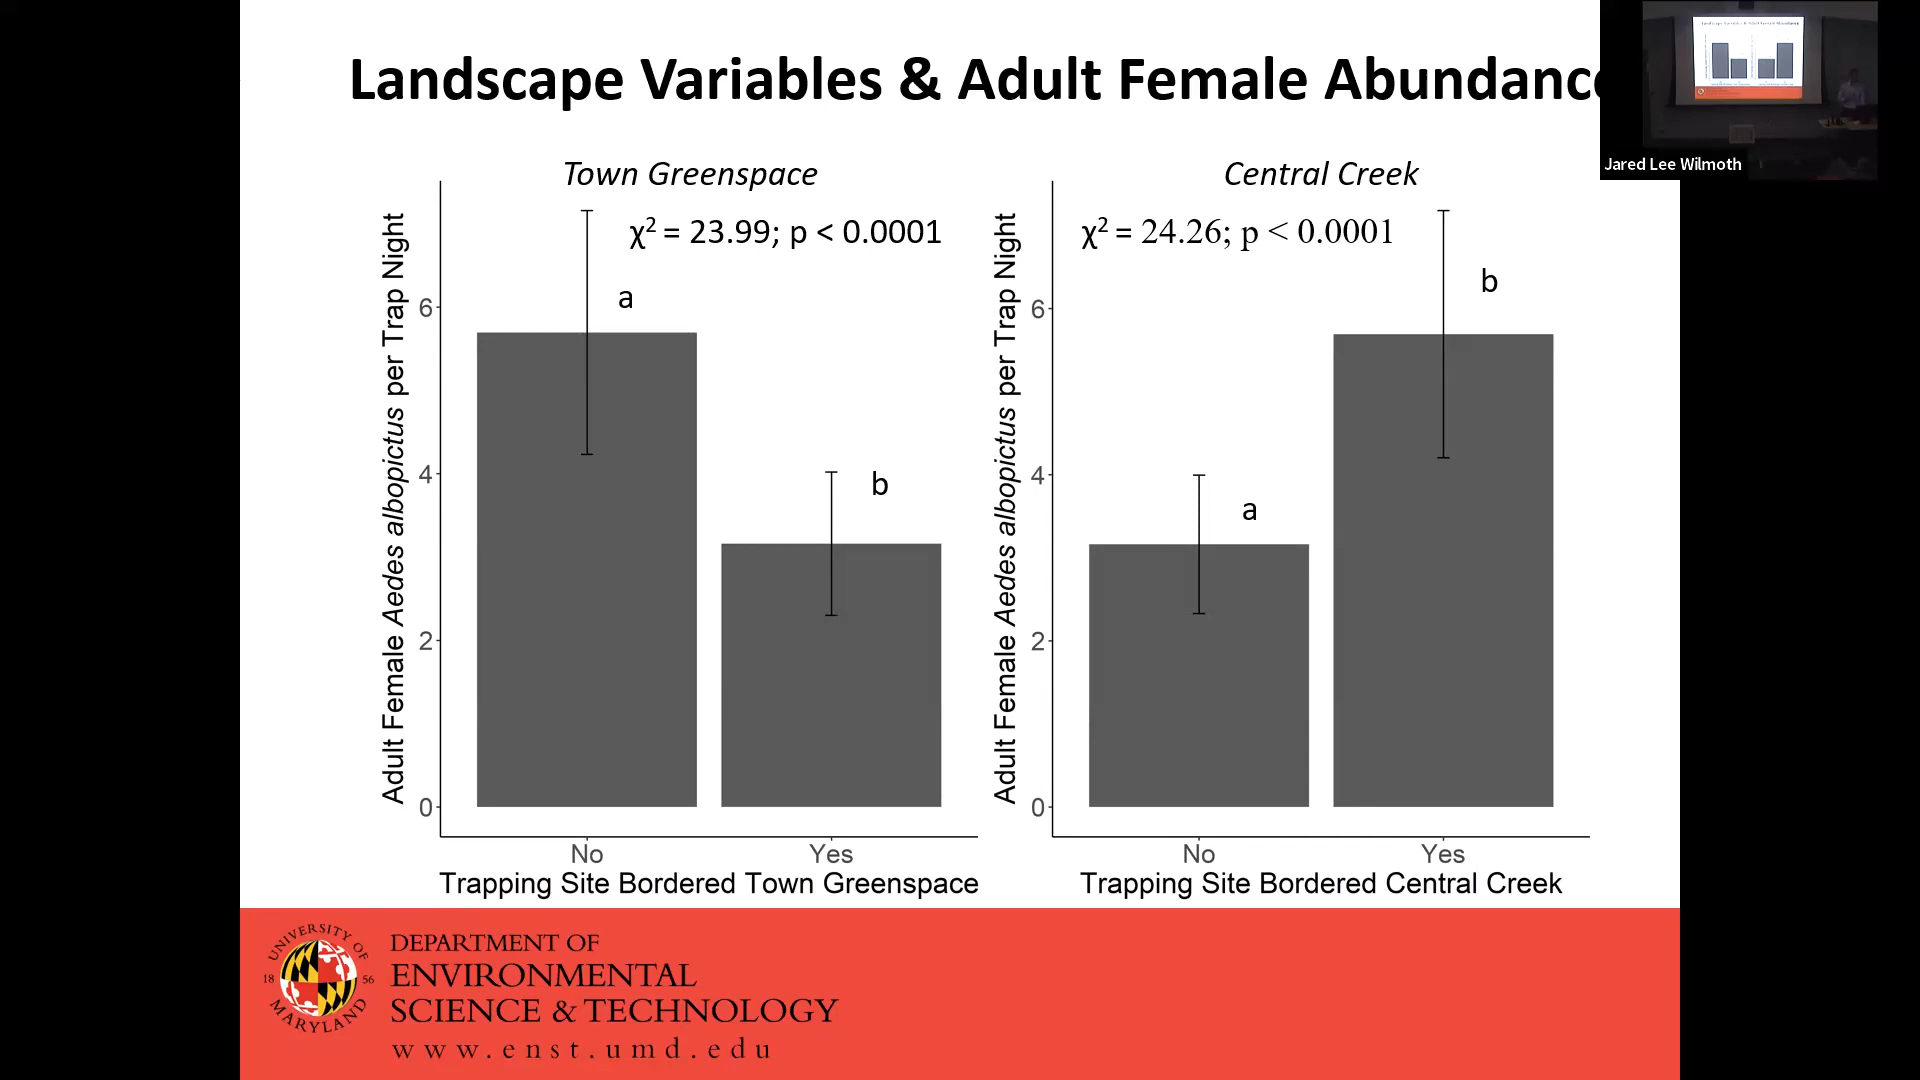 Landscape Variables & Adult Female Abundanc
Jared Lee Wilmoth
Town Greenspace
χ² = 23.99; p < 0.0001
Adult Female Aedes albopictus per Trap Night
6
4
2
0
a
b
No
Yes
Trapping Site Bordered Town Greenspace
Central Creek
χ² = 24.26; p < 0.0001
Adult Female Aedes albopictus per Trap Night
6
4
2
0
a
b
No
Yes
Trapping Site Bordered Central Creek
UNIVERSITY OF
18 56
MARYLAND
DEPARTMENT OF
ENVIRONMENTAL
SCIENCE & TECHNOLOGY
www.enst.umd.edu